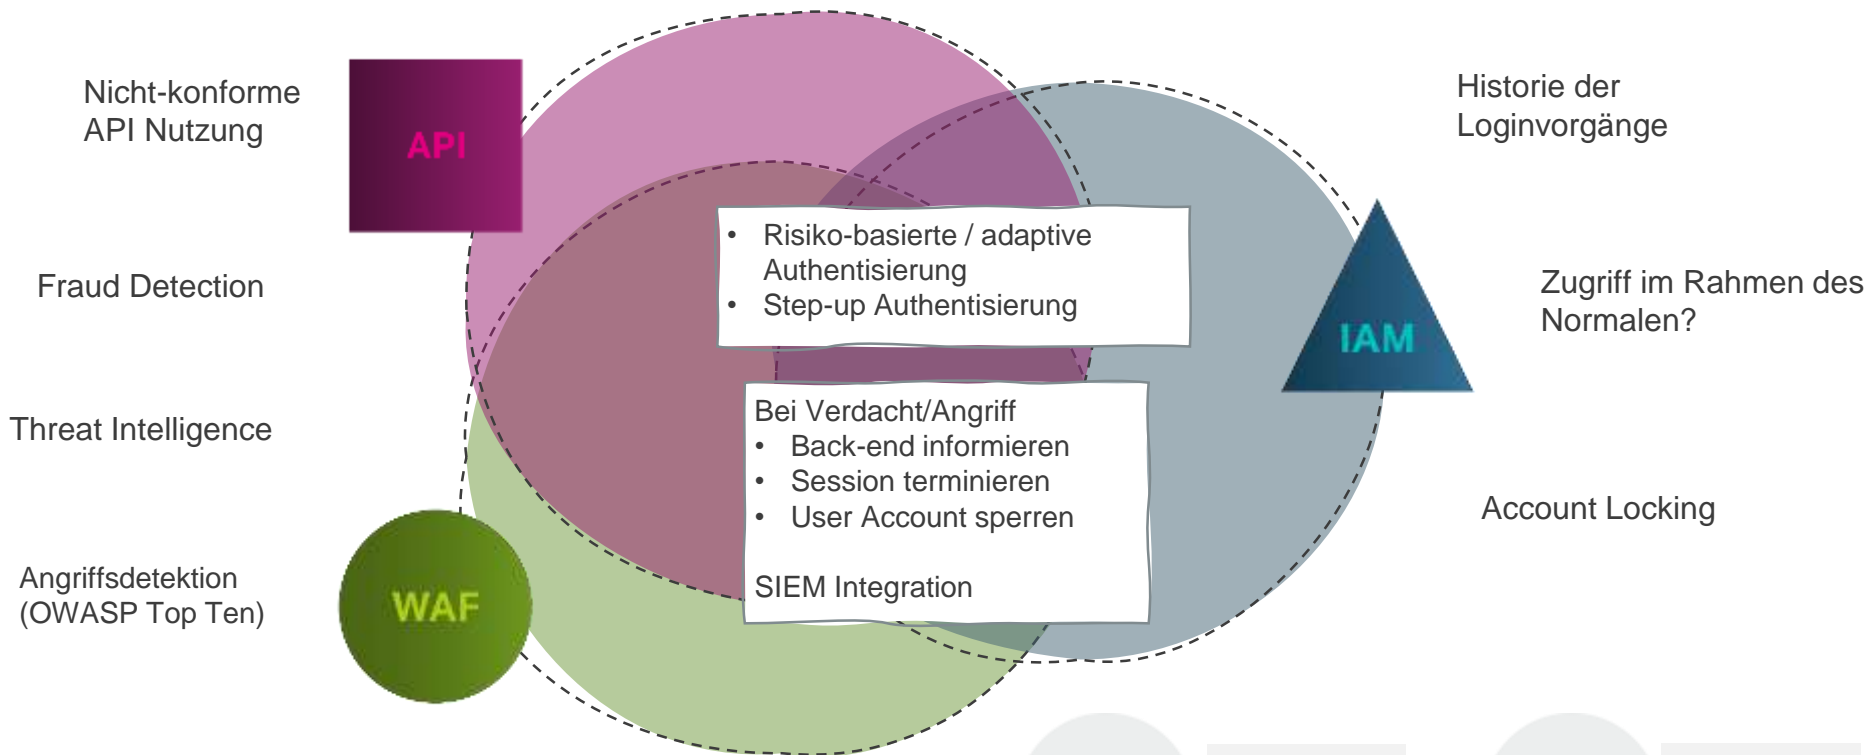 Nicht-konforme
API Nutzung
API
Fraud Detection
Threat Intelligence
Angriffsdetektion
(OWASP Top Ten)
WAF
• Risiko-basierte / adaptive
Authentisierung
• Step-up Authentisierung
Bei Verdacht/Angriff
• Back-end informieren
• Session terminieren
• User Account sperren
SIEM Integration
Historie der
Loginvorgänge
IAM
Zugriff im Rahmen des
Normalen?
Account Locking